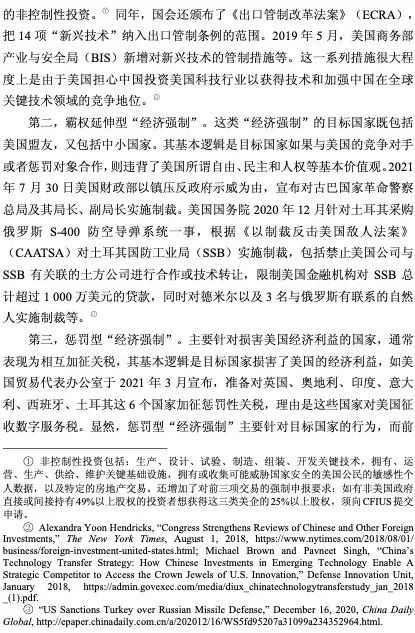 的非控制性投资。① 同年，国会还颁布了《出口管制改革法案》（ECRA），
把 14 项“新兴技术”纳入出口管制条例的范围。2019 年 5 月，美国商务部
产业与安全局（BIS）新增对新兴技术的管制措施等。这一系列措施很大程
度上是由于美国担心中国投资美国科技行业以获得技术和加强中国在全球
关键技术领域的竞争地位。②
第二，霸权延伸型“经济强制”。这类“经济强制”的目标国家既包括
美国盟友，又包括中小国家。其基本逻辑是目标国家如果与美国的竞争对手
或者惩罚对象合作，则违背了美国所谓自由、民主和人权等基本价值观。2021
年 7 月 30 日美国财政部以镇压反政府示威为由，宣布对古巴国家革命警察
总局及其局长、副局长实施制裁。美国国务院 2020 年 12 月针对土耳其采购
俄罗斯 S-400 防空导弹系统一事，根据《以制裁反击美国敌人法案》
（CAATSA）对土耳其国防工业局（SSB）实施制裁，包括禁止美国公司与
SSB 有关联的土方公司进行合作或技术转让，限制美国金融机构对 SSB 总
计超过 1 000 万美元的贷款，同时对德米尔以及 3 名与俄罗斯有联系的自然
人实施制裁等。③
第三，惩罚型“经济强制”。主要针对损害美国经济利益的国家，通常
表现为相互加征关税，其基本逻辑是目标国家损害了美国的经济利益，如美
国贸易代表办公室于 2021 年 3 月宣布，准备对英国、奥地利、印度、意大
利、西班牙、土耳其这 6 个国家加征惩罚性关税，理由是这些国家对美国征
收数字服务税。显然，惩罚型“经济强制”主要针对目标国家的行为，而前
① 非控制性投资包括：生产、设计、试验、制造、组装、开发关键技术，拥有、运
营、生产、供给、维护关键基础设施，拥有或收集可能威胁国家安全的美国公民的敏感性个
人数据，以及特定的房地产交易。还增加了对前三项交易的强制申报要求：如有非美国政府
直接或间接持有49%以上股权的投资者想获得这三类美企的25%以上股权，须向CFIUS提交
申请。
② Alexandra Yoon Hendricks, “Congress Strengthens Reviews of Chinese and Other Foreign
Investments,” The New York Times, August 1, 2018, https://www.nytimes.com/2018/08/01/
business/foreign-investment-united-states.html; Michael Brown and Pavneet Singh, “China’s
Technology Transfer Strategy: How Chinese Investments in Emerging Technology Enable A
Strategic Competitor to Access the Crown Jewels of U.S. Innovation,” Defense Innovation Unit,
January 2018, https://admin.govexec.com/media/diux_chinatechnologytransferstudy_jan_2018
_(1).pdf.
③ “US Sanctions Turkey over Russian Missile Defense,” December 16, 2020, China Daily
Global, http://epaper.chinadaily.com.cn/a/202012/16/WS5fd95207a31099a234352964.html.